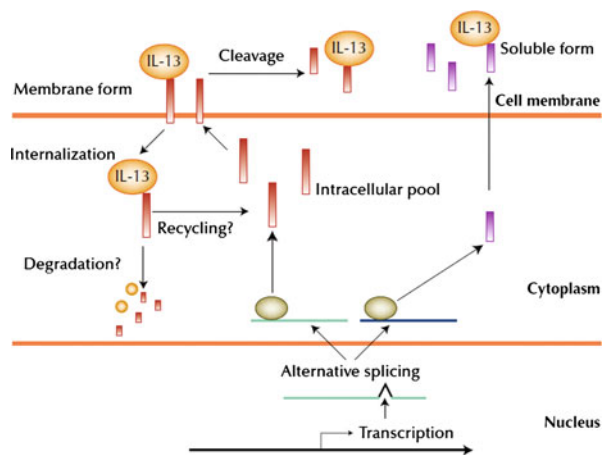 IL-13
Soluble form
IL-13
Cleavage
IL-13
Membrane form
Cell membrane
Internalization
IL-13
Intracellular pool
Recycling?
Degradation?
Cytoplasm
Alternative splicing
Transcription
Nucleus